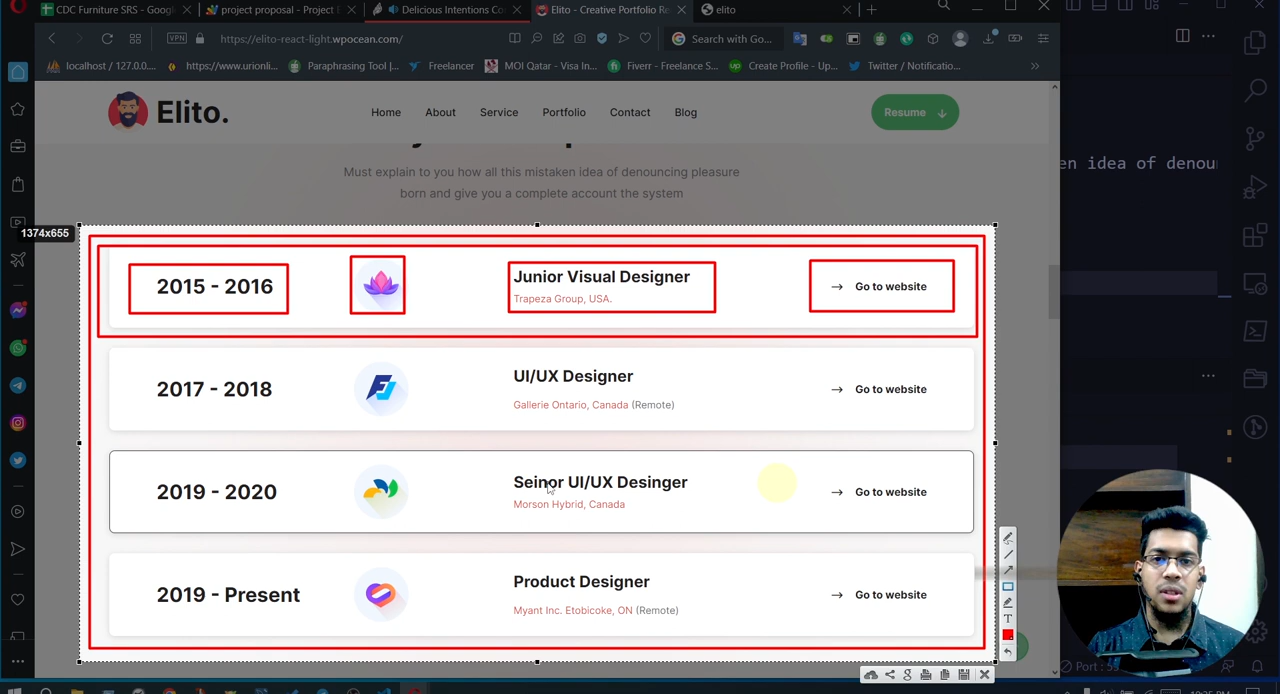 CDC Furniture SRS - Googl
project proposal - Project
Delicious Intentions Co
Elito - Creative Portfolio Re
elito
VPN
https://elito-react-light.wpocean.com/
Search with Goo...
localhost / 127.0.0....
https://www.urionli...
Paraphrasing Tool |...
Freelancer
MOI Qatar - Visa In...
Fiverr - Freelance S...
Create Profile - Up...
Twitter / Notificatio...
Elito.
Home
About
Service
Portfolio
Contact
Blog
Resume
Must explain to you how all this mistaken idea of denouncing pleasure
born and give you a complete account the system
en idea of denou
1374x655
2015 - 2016
Junior Visual Designer
Trapeza Group, USA.
Go to website
2017 - 2018
UI/UX Designer
Gallerie Ontario, Canada (Remote)
Go to website
2019 - 2020
Seinor UI/UX Desinger
Morson Hybrid, Canada
Go to website
2019 - Present
Product Designer
Myant Inc. Etobicoke, ON (Remote)
Go to website
T
g
Port : 55